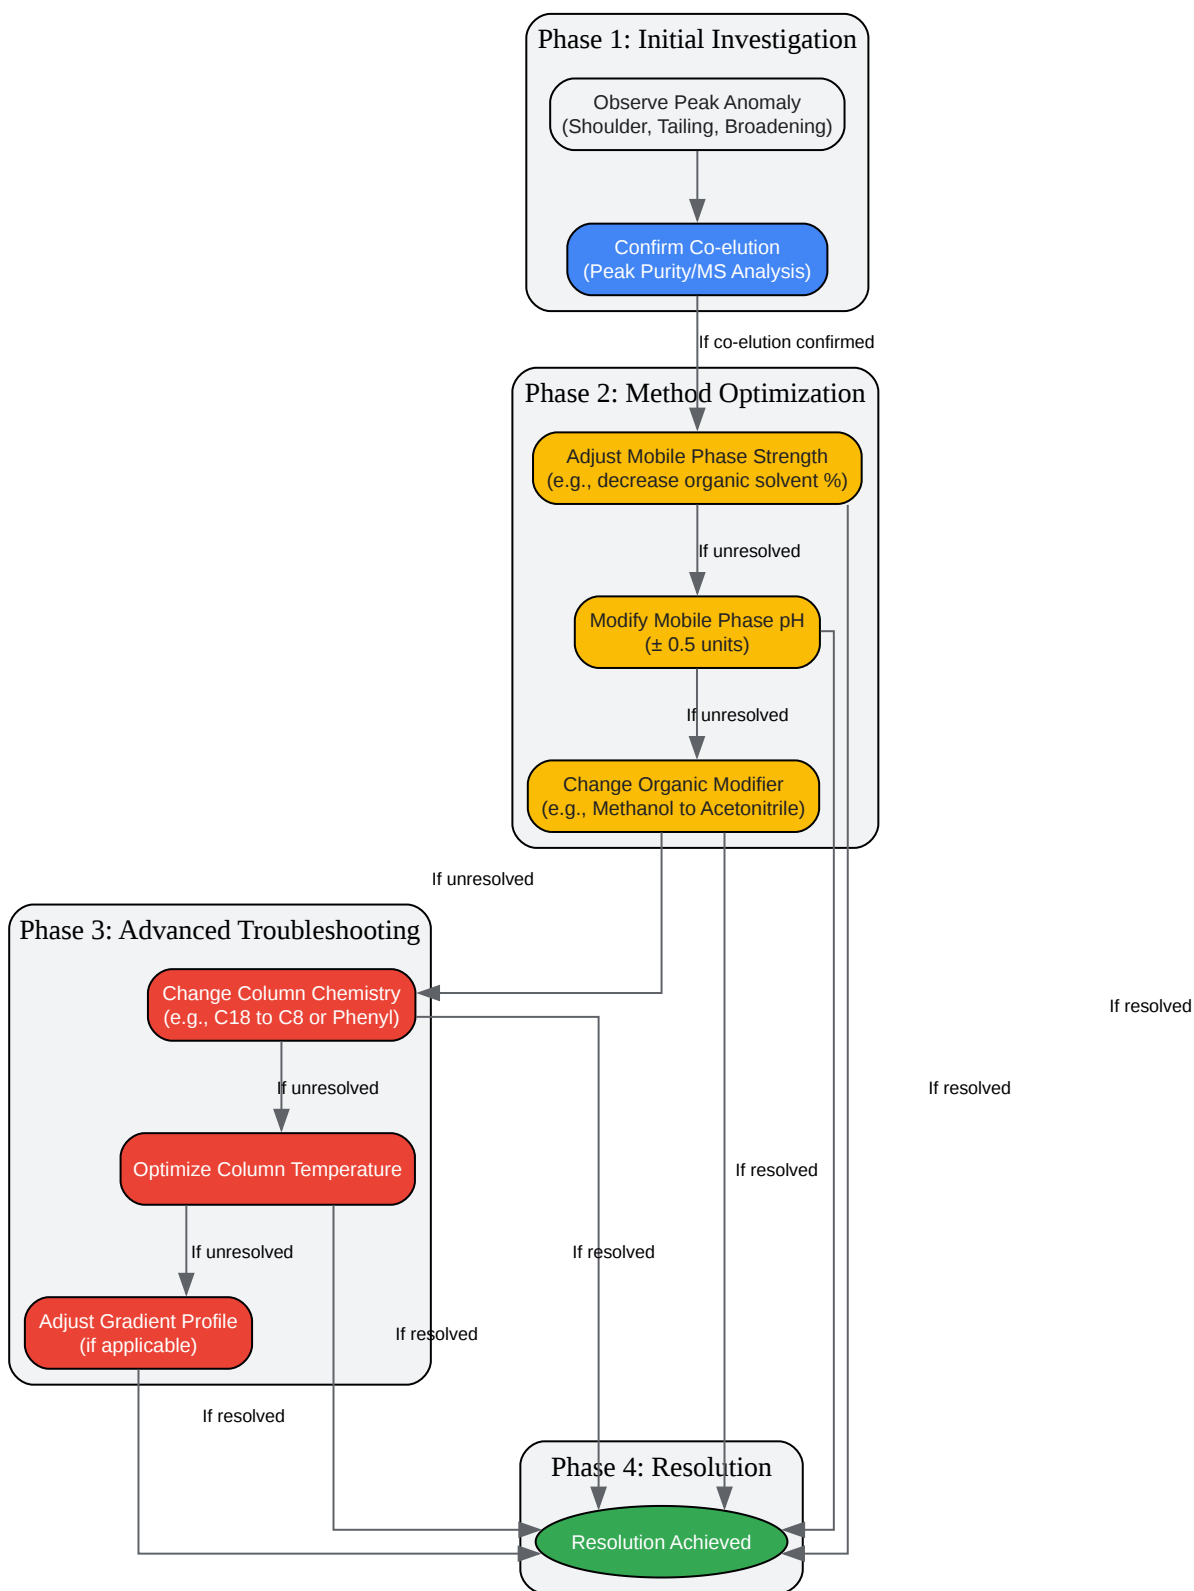 Phase 1: Initial Investigation
Observe Peak Anomaly
(Shoulder, Tailing, Broadening)
Confirm Co-elution
(Peak Purity/MS Analysis)
If co-elution confirmed
Phase 2: Method Optimization
Adjust Mobile Phase Strength
(e.g., decrease organic solvent %)
If unresolved
Modify Mobile Phase pH
(± 0.5 units)
If unresolved
Change Organic Modifier
(e.g., Methanol to Acetonitrile)
If unresolved
Phase 3: Advanced Troubleshooting
Change Column Chemistry
(e.g., C18 to C8 or Phenyl)
If resolved
If unresolved
If resolved
Optimize Column Temperature
If resolved
If unresolved
If resolved
Adjust Gradient Profile
(if applicable)
If resolved
If resolved
Phase 4: Resolution
Resolution Achieved